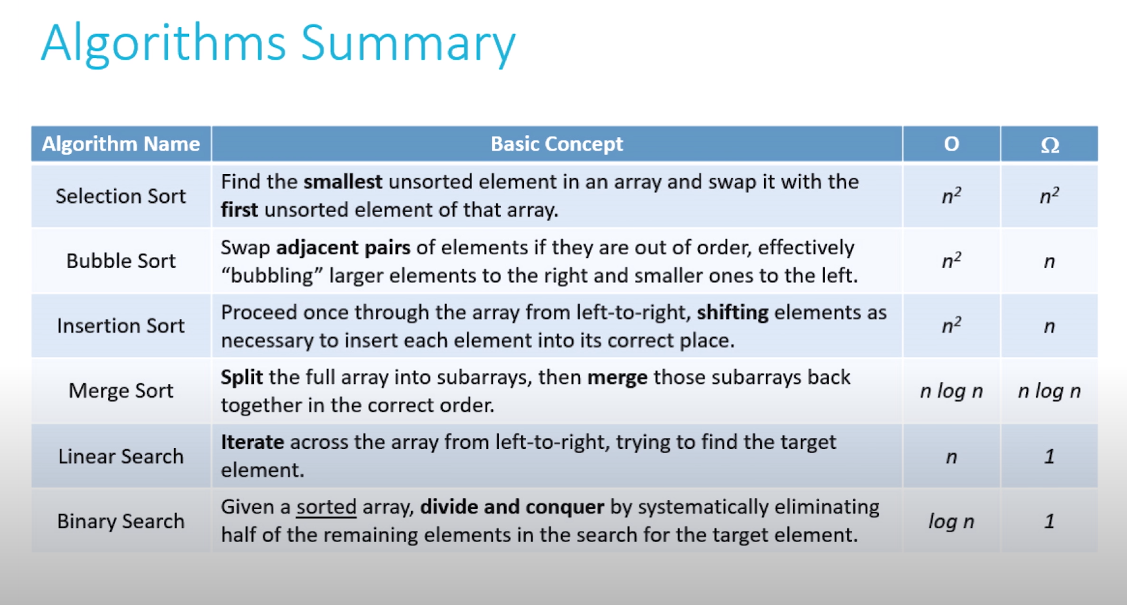 Algorithms Summary
Algorithm Name Basic Concept O Ω
Selection Sort
Find the smallest unsorted element in an array and swap it with the
first unsorted element of that array.
n² n²
Bubble Sort
Swap adjacent pairs of elements if they are out of order, effectively
“bubbling” larger elements to the right and smaller ones to the left.
n² n
Insertion Sort
Proceed once through the array from left-to-right, shifting elements as
necessary to insert each element into its correct place.
n² n
Merge Sort
Split the full array into subarrays, then merge those subarrays back
together in the correct order.
n log n n log n
Linear Search
Iterate across the array from left-to-right, trying to find the target
element.
n 1
Binary Search
Given a sorted array, divide and conquer by systematically eliminating
half of the remaining elements in the search for the target element.
log n 1